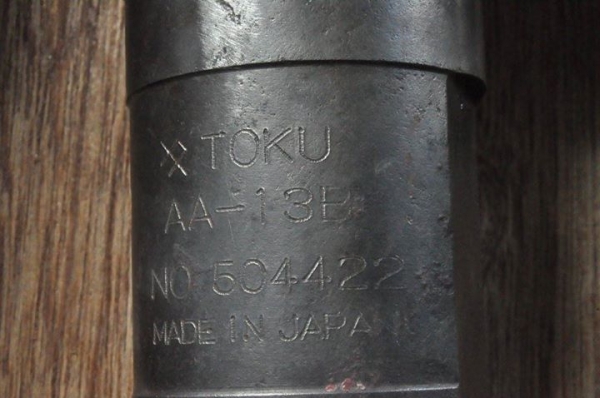 TOKU
AA-13B
NO 504422
MADE IN JAPAN